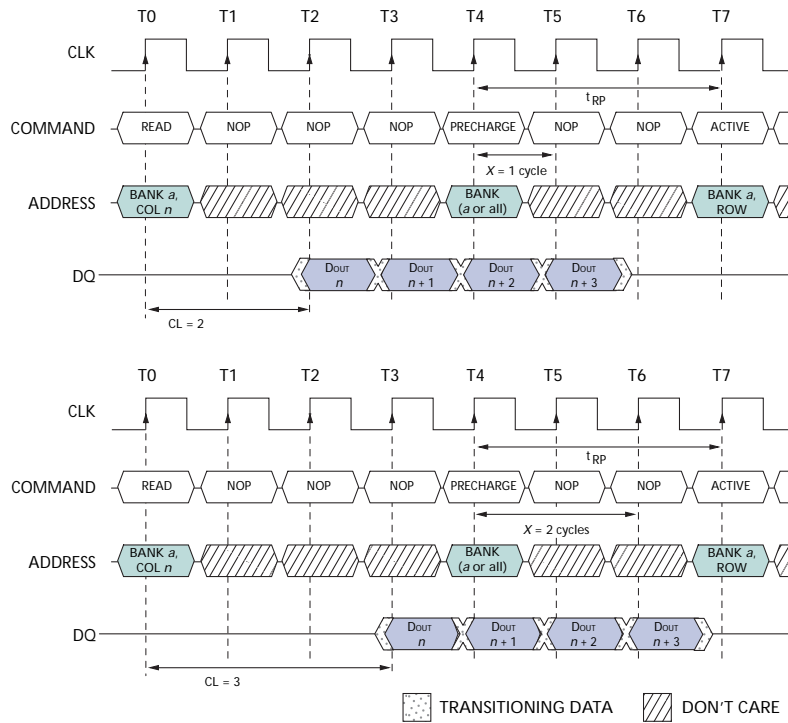 T0 T1 T2 T3 T4 T5 T6 T7
CLK
tRP
COMMAND READ NOP NOP NOP PRECHARGE NOP NOP ACTIVE
X = 1 cycle
ADDRESS BANK a, COL n BANK (a or all) BANK a, ROW
DQ DOUT n DOUT n + 1 DOUT n + 2 DOUT n + 3
CL = 2
T0 T1 T2 T3 T4 T5 T6 T7
CLK
tRP
COMMAND READ NOP NOP NOP PRECHARGE NOP NOP ACTIVE
X = 2 cycles
ADDRESS BANK a, COL n BANK (a or all) BANK a, ROW
DQ DOUT n DOUT n + 1 DOUT n + 2 DOUT n + 3
CL = 3
TRANSITIONING DATA DON'T CARE